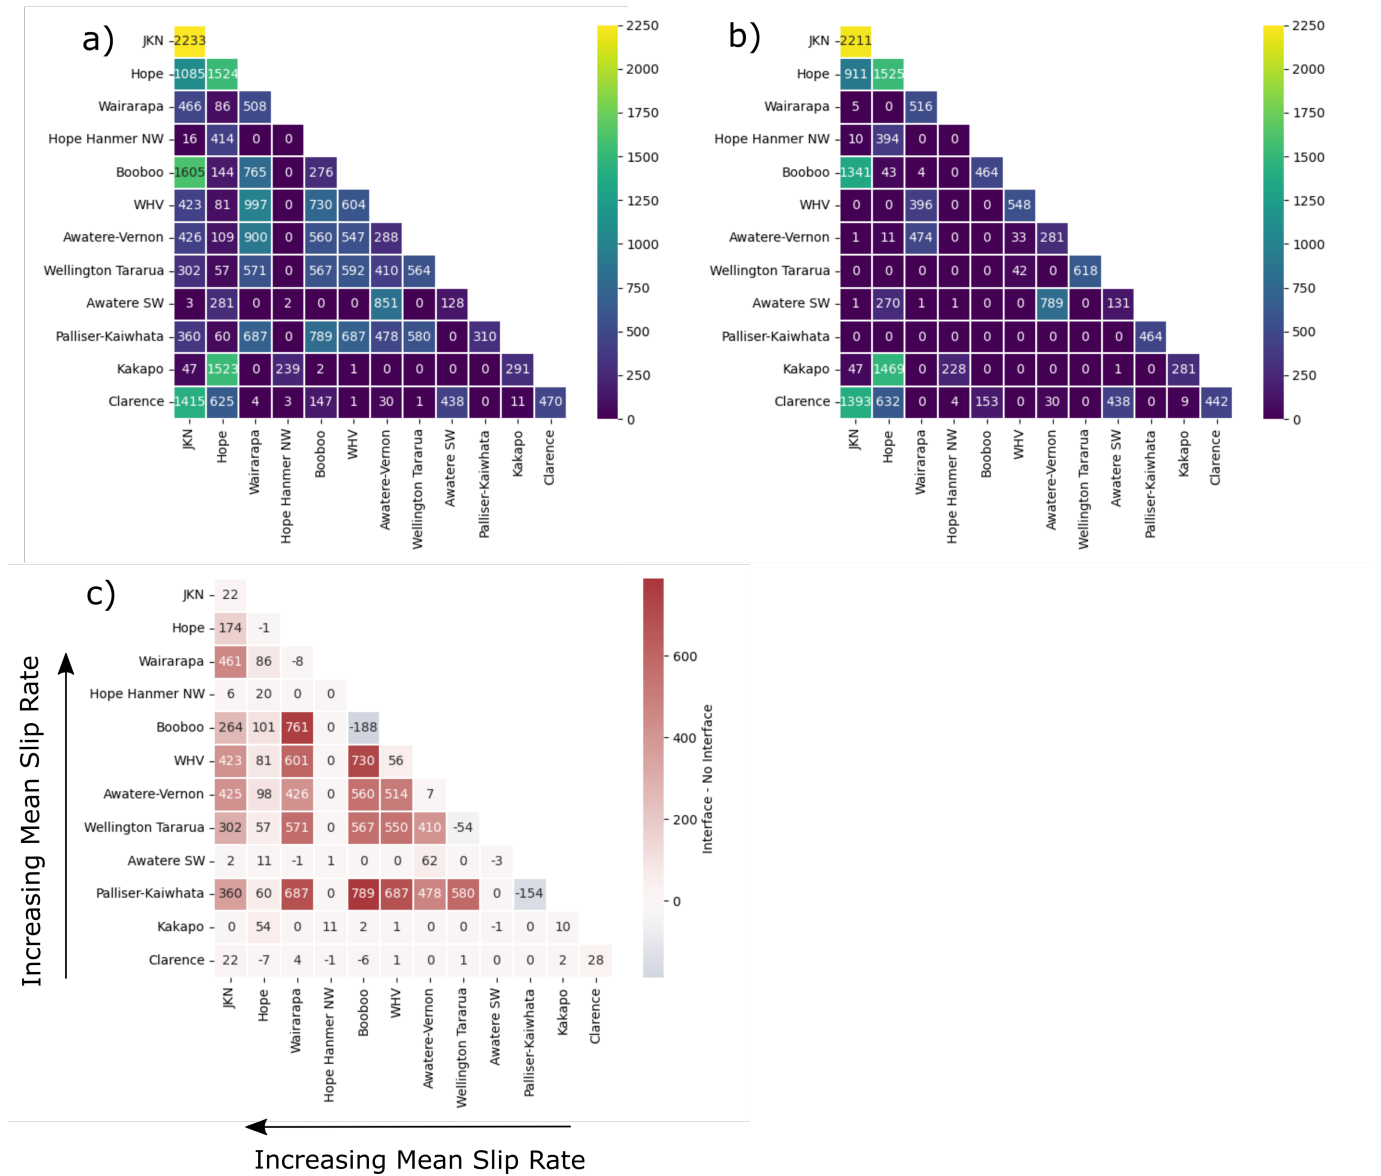 a)
JKN 2233
Hope 1085 1524
Wairarapa 466 86 508
Hope Hanmer NW 16 414 0 0
Booboo 1605 144 765 0 276
WHV 423 81 997 0 730 604
Awatere-Vernon 426 109 900 0 560 547 288
Wellington Tararua 302 57 571 0 567 592 410 564
Awatere SW 3 281 0 2 0 0 851 0 128
Palliser-Kaiwhata 360 60 687 0 789 687 478 580 0 310
Kakapo 47 1523 0 239 2 1 0 0 0 0 291
Clarence 1415 625 4 3 147 1 30 1 438 0 11 470
JKN Hope Wairarapa Hope Hanmer NW Booboo WHV Awatere-Vernon Wellington Tararua Awatere SW Palliser-Kaiwhata Kakapo Clarence
2250
2000
1750
1500
1250
1000
750
500
250
0
b)
JKN 2211
Hope 911 1525
Wairarapa 5 0 516
Hope Hanmer NW 10 394 0 0
Booboo 1341 43 4 0 464
WHV 0 0 396 0 0 548
Awatere-Vernon 1 11 474 0 0 33 281
Wellington Tararua 0 0 0 0 0 42 0 618
Awatere SW 1 270 1 1 0 0 789 0 131
Palliser-Kaiwhata 0 0 0 0 0 0 0 0 0 464
Kakapo 47 1469 0 228 0 0 0 0 1 0 281
Clarence 1393 632 0 4 153 0 30 0 438 0 9 442
JKN Hope Wairarapa Hope Hanmer NW Booboo WHV Awatere-Vernon Wellington Tararua Awatere SW Palliser-Kaiwhata Kakapo Clarence
2250
2000
1750
1500
1250
1000
750
500
250
0
c)
JKN 22
Hope 174 -1
Wairarapa 461 86 -8
Hope Hanmer NW 6 20 0 0
Booboo 264 101 761 0 -188
WHV 423 81 601 0 730 56
Awatere-Vernon 425 98 426 0 560 514 7
Wellington Tararua 302 57 571 0 567 550 410 -54
Awatere SW 2 11 -1 1 0 0 62 0 -3
Palliser-Kaiwhata 360 60 687 0 789 687 478 580 0 -154
Kakapo 0 54 0 11 2 1 0 0 -1 0 10
Clarence 22 -7 4 -1 -6 1 0 1 0 0 2 28
JKN Hope Wairarapa Hope Hanmer NW Booboo WHV Awatere-Vernon Wellington Tararua Awatere SW Palliser-Kaiwhata Kakapo Clarence
600
400
200
0
Interface - No Interface
Increasing Mean Slip Rate
Increasing Mean Slip Rate